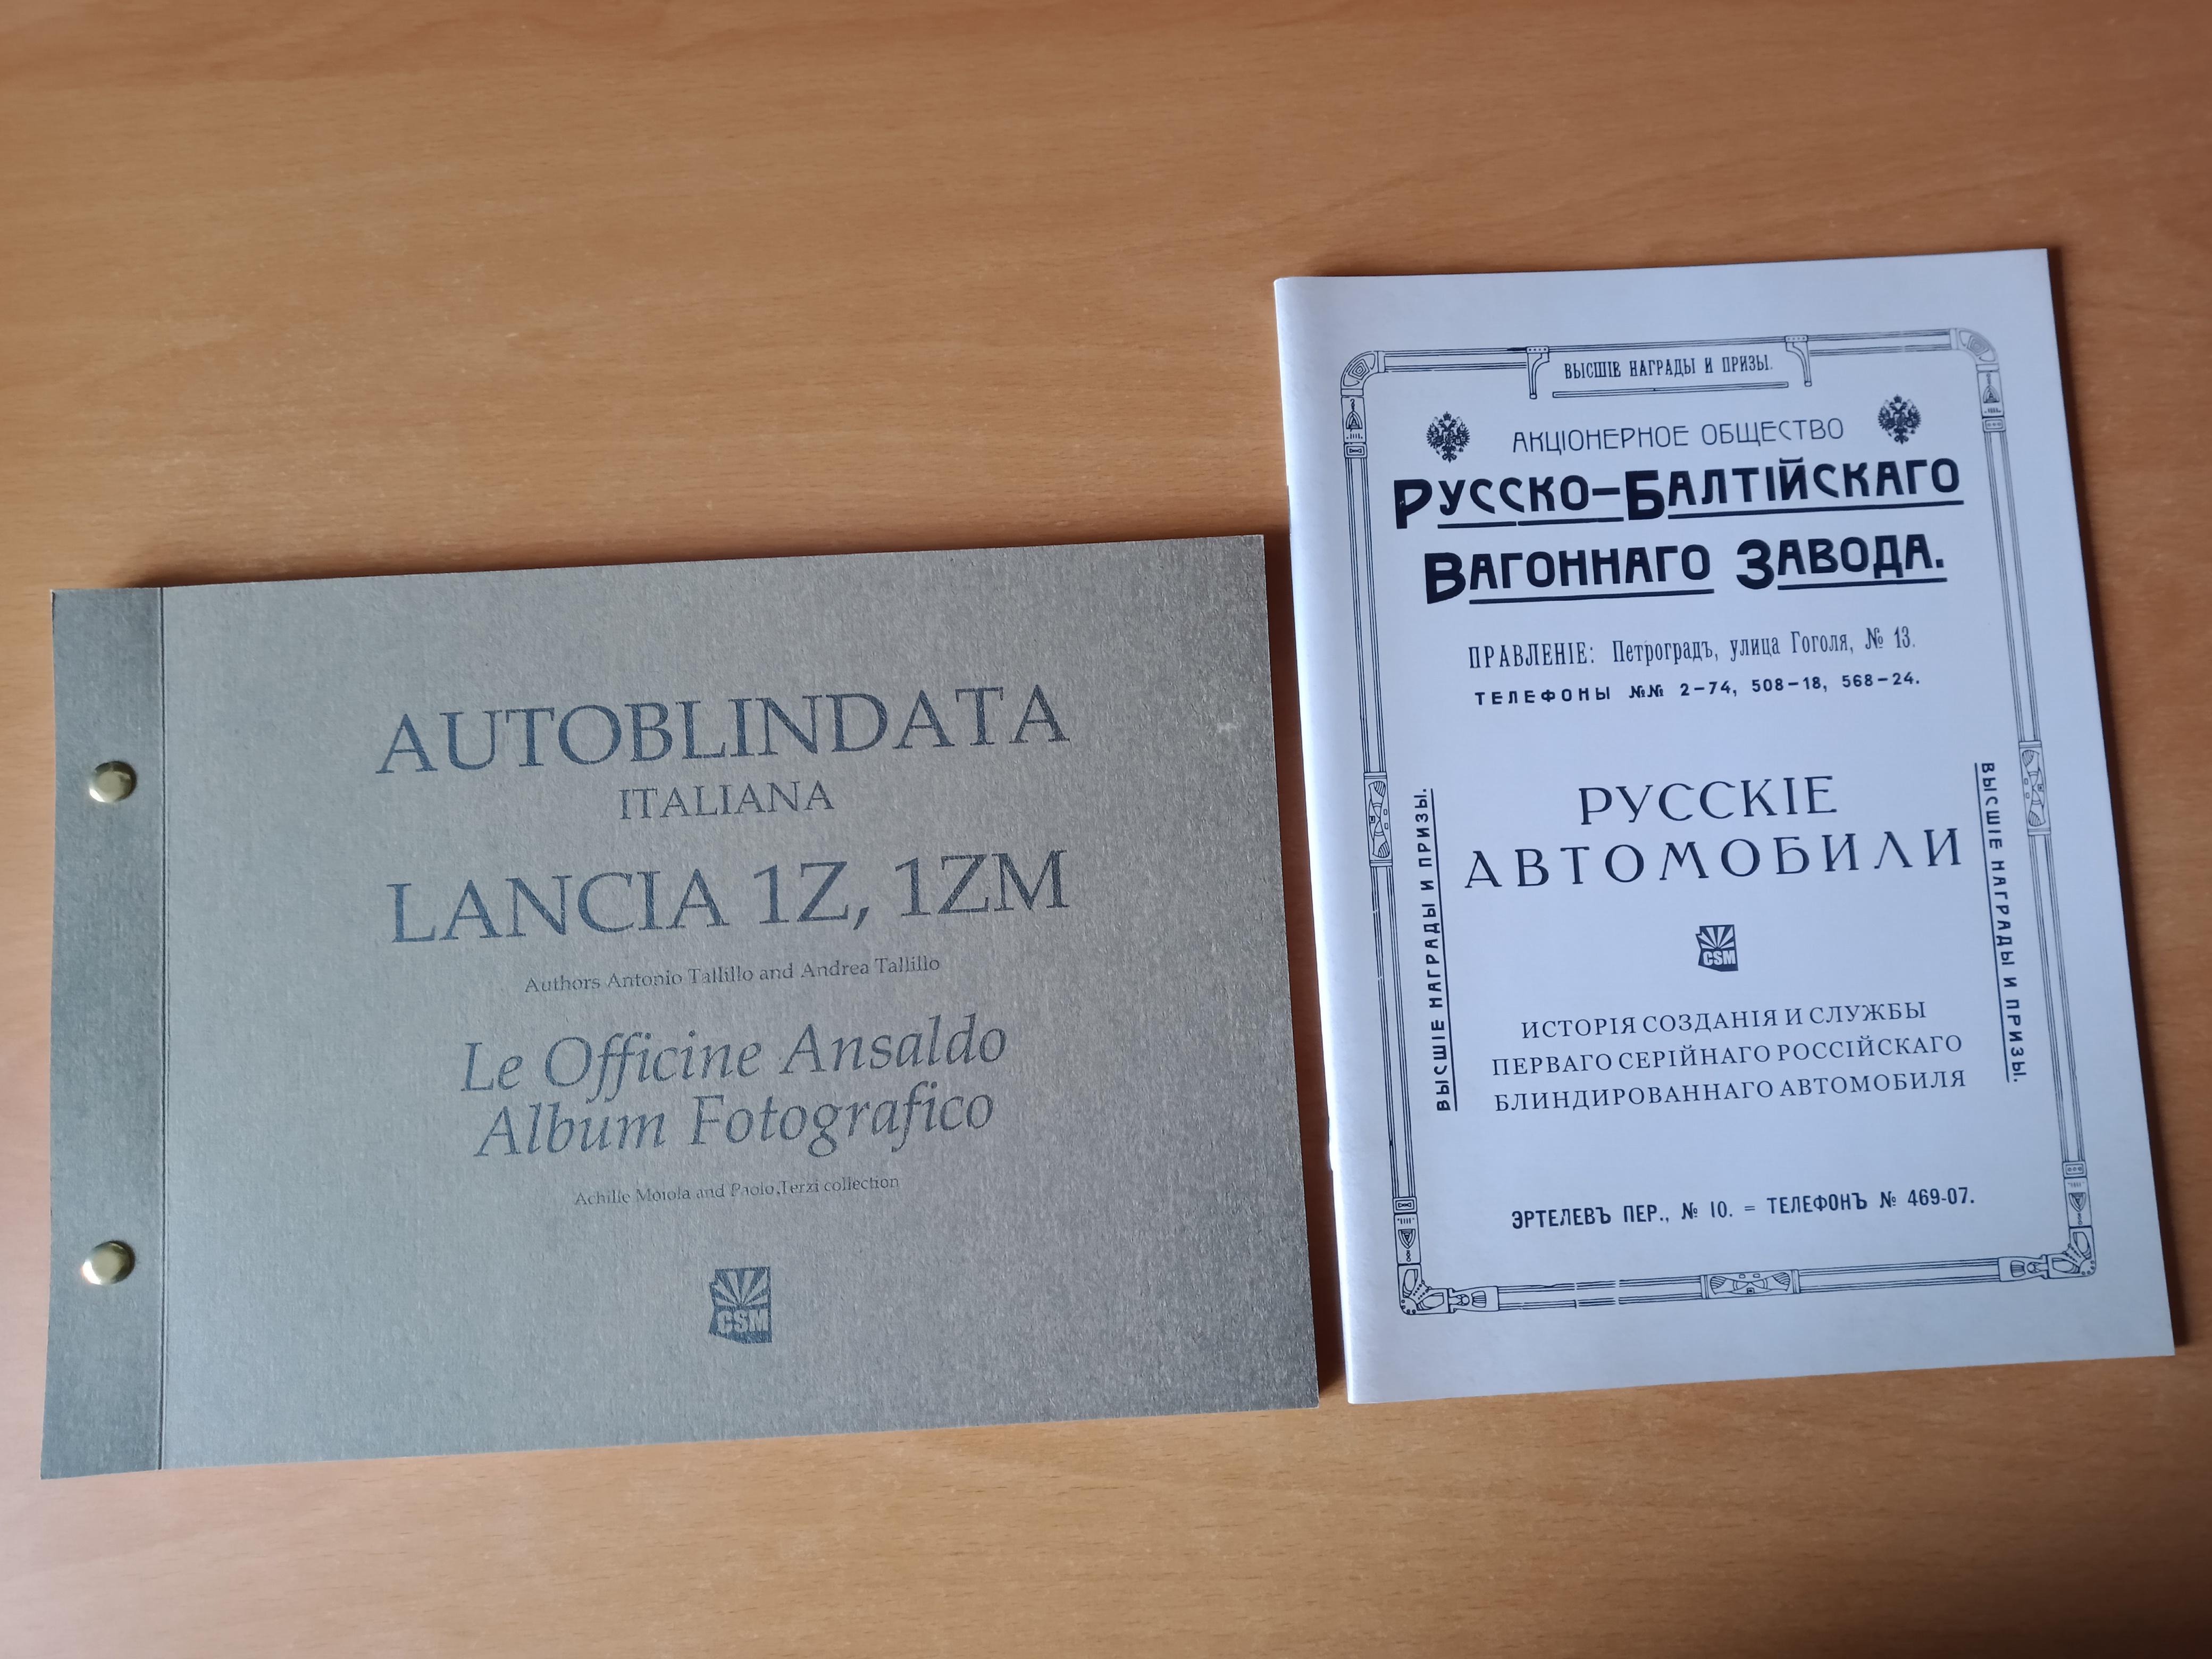 AUTOBLINDATA
ITALIANA
LANCIA 1Z, 1ZM
Authors Antonio Tallillo and Andrea Tallillo
Le Officine Ansaldo
Album Fotografico
Achille Moiola and Paolo Terzi collection
CSM
ВЫСШІЕ НАГРАДЫ И ПРИЗЫ.
АКЦІОНЕРНОЕ ОБЩЕСТВО
РУССКО-БАЛТІЙСКАГО
ВАГОННАГО ЗАВОДА.
ПРАВЛЕНІЕ: Петроградъ, улица Гоголя, № 13.
ТЕЛЕФОНЫ №№ 2-74, 508-18, 568-24.
РУССКІЕ
АВТОМОБИЛИ
CSM
ВЫСШІЕ НАГРАДЫ И ПРИЗЫ.
ВЫСШІЕ НАГРАДЫ И ПРИЗЫ.
ИСТОРІЯ СОЗДАНІЯ И СЛУЖБЫ
ПЕРВАГО СЕРІЙНАГО РОССІЙСКАГО
БЛИНДИРОВАННАГО АВТОМОБИЛЯ
ЭРТЕЛЕВЪ ПЕР., № 10. = ТЕЛЕФОНЪ № 469-07.